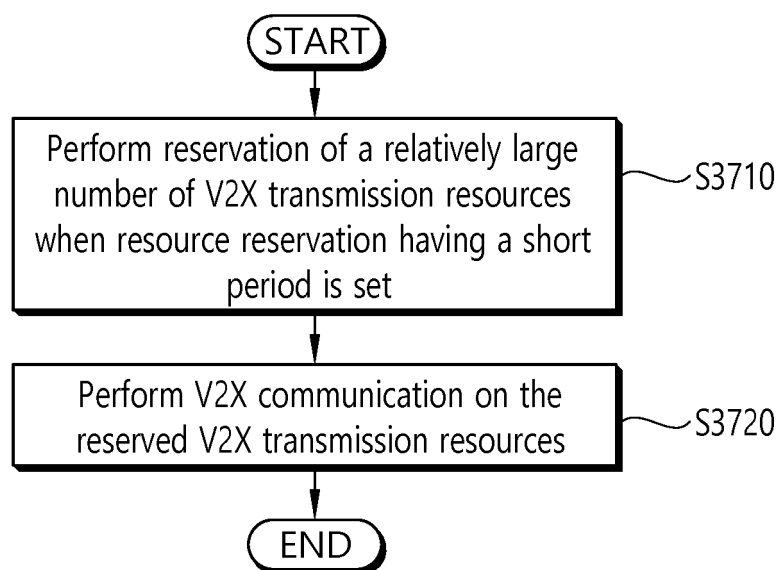 START
Perform reservation of a relatively large
number of V2X transmission resources
when resource reservation having a short
period is set
S3710
Perform V2X communication on the
reserved V2X transmission resources
S3720
END